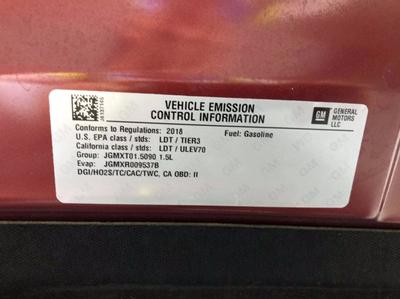 VEHICLE EMISSION
CONTROL INFORMATION
GM
GENERAL
MOTORS
LLC
Conforms to Regulations: 2018 Fuel: Gasoline
U.S. EPA class / stds: LDT / TIER3
California class / stds: LDT / ULEV70
Group: JGMXT01.5090 1.5L
Evap: JGMXR009537B
DGI/HO2S/TC/CAC/TWC, CA OBD: II